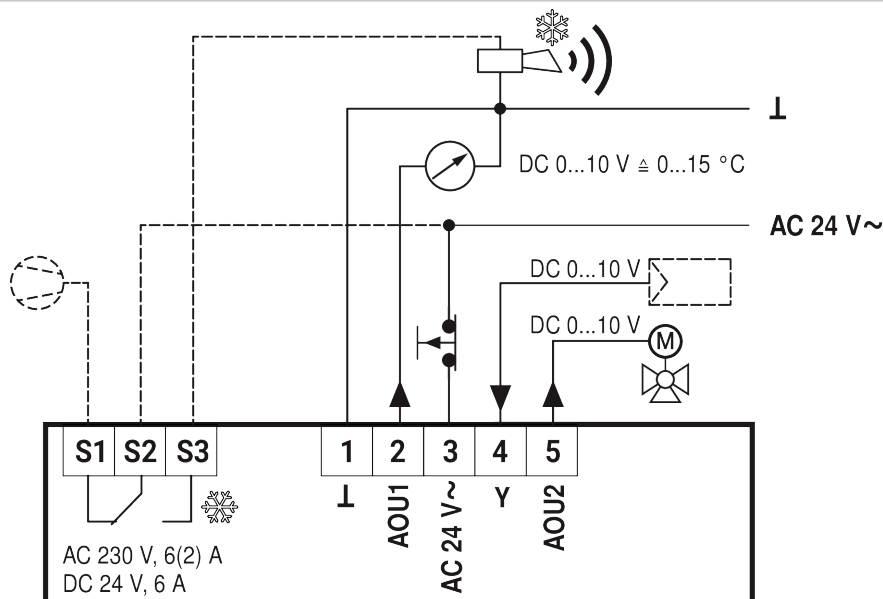 ⊥
DC 0...10 V ≙ 0...15 °C
AC 24 V~
DC 0...10 V
DC 0...10 V
M
S1 S2 S3 1 2 3 4 5
⊥ AOU1 AC 24 V~ Y AOU2
AC 230 V, 6(2) A
DC 24 V, 6 A